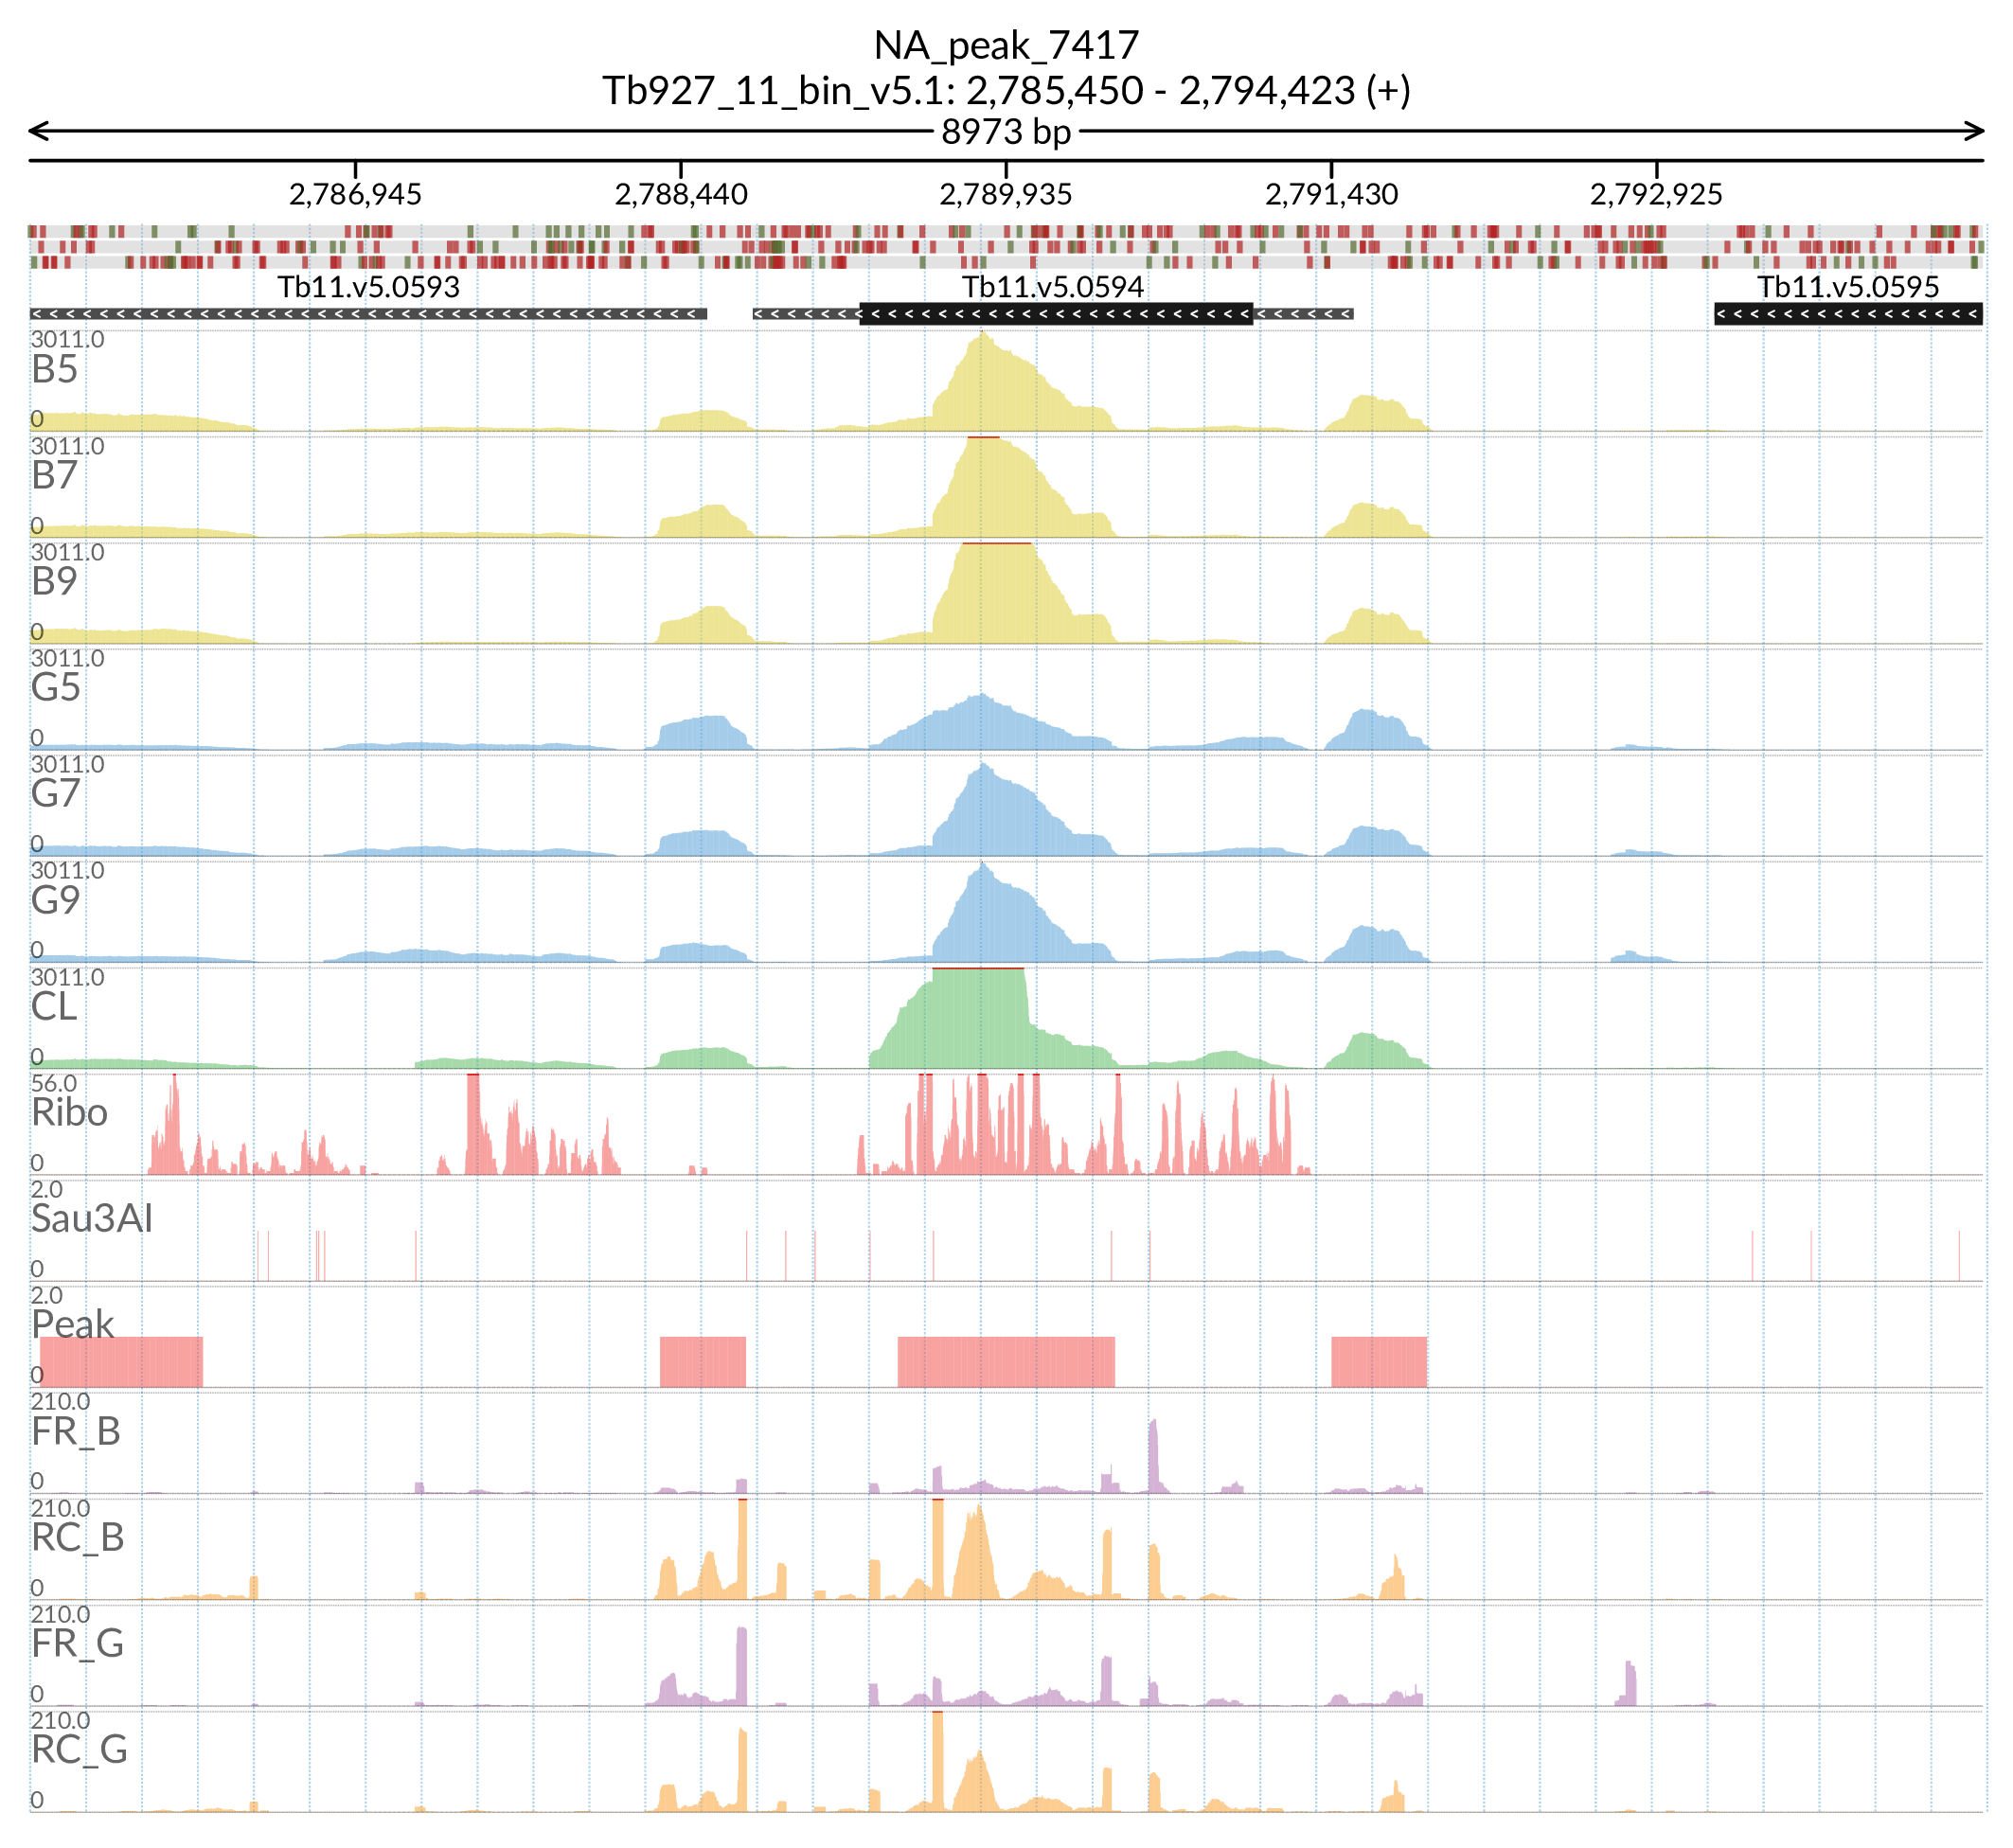 NA_peak_7417
Tb927_11_bin_v5.1: 2,785,450 - 2,794,423 (+)
8973 bp
2,786,945 2,788,440 2,789,935 2,791,430 2,792,925
Tb11.v5.0593 Tb11.v5.0594 Tb11.v5.0595
3011.0
B5
0
3011.0
B7
0
3011.0
B9
0
3011.0
G5
0
3011.0
G7
0
3011.0
G9
0
3011.0
CL
0
56.0
Ribo
0
2.0
Sau3AI
0
2.0
Peak
0
210.0
FR_B
0
210.0
RC_B
0
210.0
FR_G
0
210.0
RC_G
0